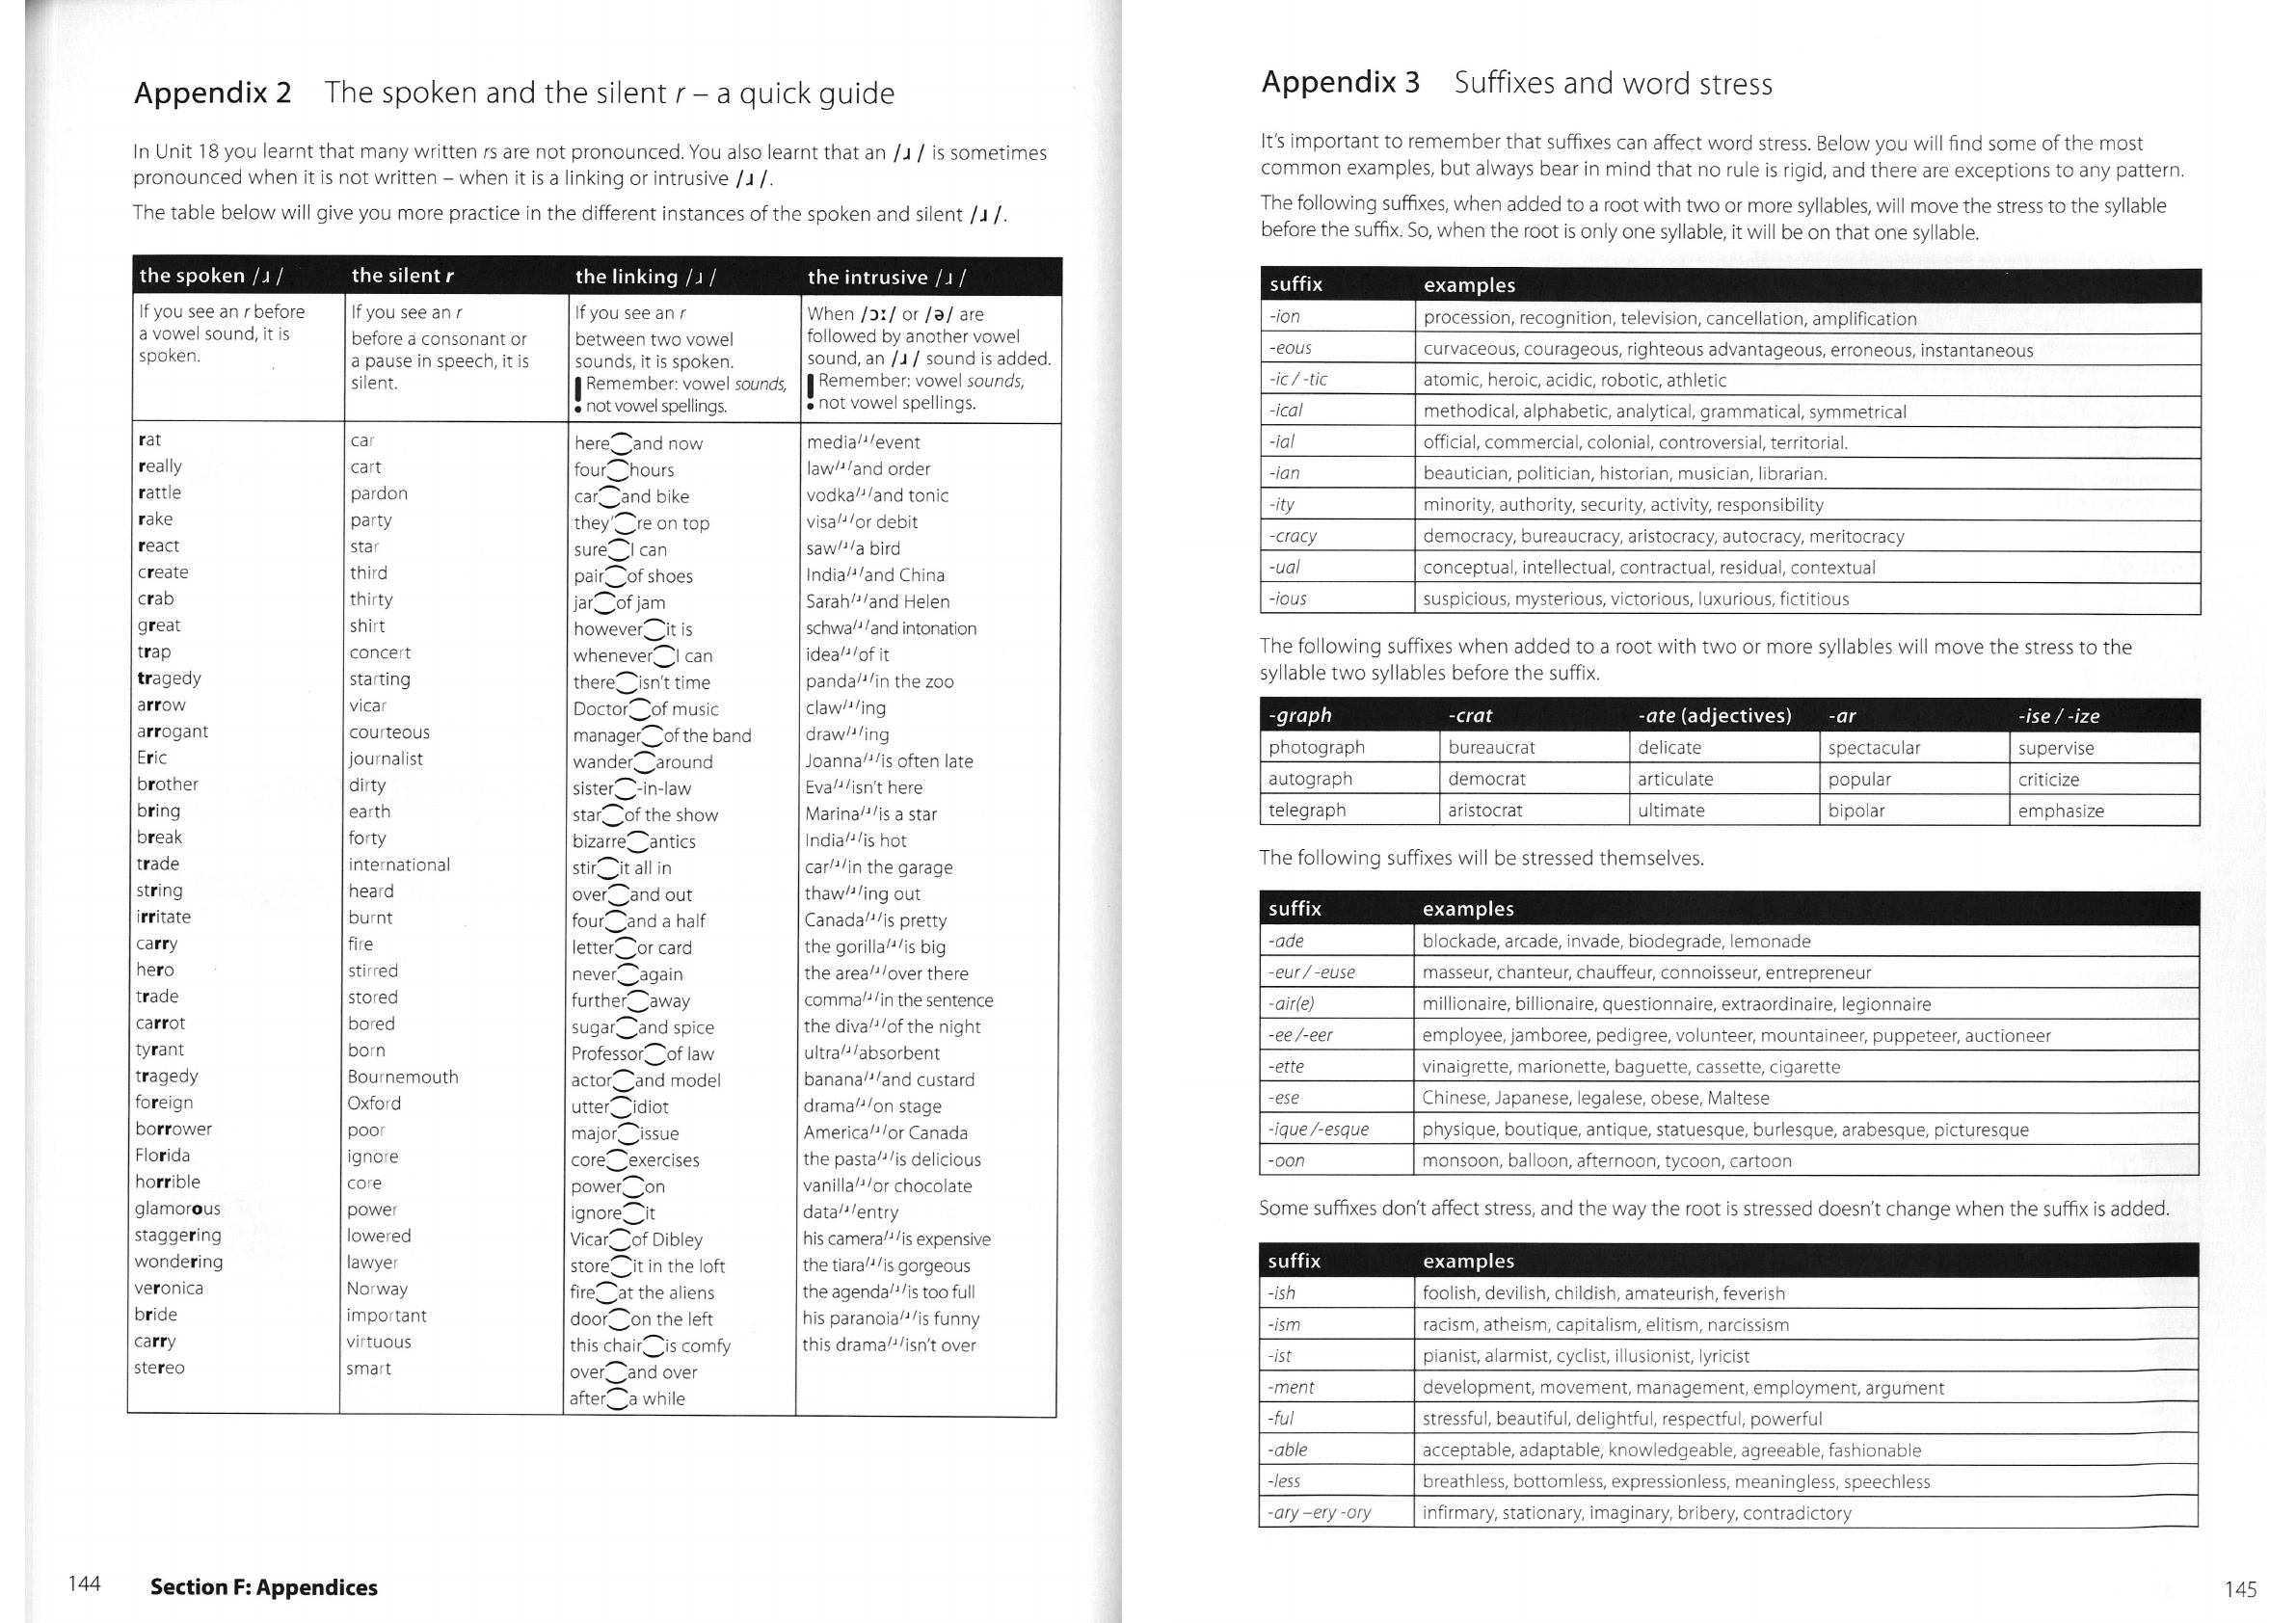 Appendix 2 The spoken and the silent r – a quick guide
In Unit 18 you learnt that many written rs are not pronounced. You also learnt that an /ɹ/ is sometimes
pronounced when it is not written – when it is a linking or intrusive /ɹ/.
The table below will give you more practice in the different instances of the spoken and silent /ɹ/.
the spoken /ɹ/
If you see an r before
a vowel sound, it is
spoken.
rat
really
rattle
rake
react
create
crab
great
trap
tragedy
arrow
arrogant
Eric
brother
bring
break
trade
string
irritate
carry
hero
trade
carrot
tyrant
tragedy
foreign
borrower
Florida
horrible
glamorous
staggering
wondering
veronica
bride
carry
stereo
the silent r
If you see an r
before a consonant or
a pause in speech, it is
silent.
car
cart
pardon
party
star
third
thirty
shirt
concert
starting
vicar
courteous
journalist
dirty
earth
forty
international
heard
burnt
fire
stirred
stored
bored
born
Bournemouth
Oxford
poor
ignore
core
power
lowered
lawyer
Norway
important
virtuous
smart
the linking /ɹ/
If you see an r
between two vowel
sounds, it is spoken.
! Remember: vowel sounds,
not vowel spellings.
here‿and now
four‿hours
car‿and bike
they'‿re on top
sure‿I can
pair‿of shoes
jar‿of jam
however‿it is
whenever‿I can
there‿isn't time
Doctor‿of music
manager‿of the band
wander‿around
sister‿-in-law
star‿of the show
bizarre‿antics
stir‿it all in
over‿and out
four‿and a half
letter‿or card
never‿again
further‿away
sugar‿and spice
Professor‿of law
actor‿and model
utter‿idiot
major‿issue
core‿exercises
power‿on
ignore‿it
Vicar‿of Dibley
store‿it in the loft
fire‿at the aliens
door‿on the left
this chair‿is comfy
over‿and over
after‿a while
the intrusive /ɹ/
When /ɔː/ or /ə/ are
followed by another vowel
sound, an /ɹ/ sound is added.
! Remember: vowel sounds,
not vowel spellings.
media/ɹ/event
law/ɹ/and order
vodka/ɹ/and tonic
visa/ɹ/or debit
saw/ɹ/a bird
India/ɹ/and China
Sarah/ɹ/and Helen
schwa/ɹ/and intonation
idea/ɹ/of it
panda/ɹ/in the zoo
claw/ɹ/ing
draw/ɹ/ing
Joanna/ɹ/is often late
Eva/ɹ/isn't here
Marina/ɹ/is a star
India/ɹ/is hot
car/ɹ/in the garage
thaw/ɹ/ing out
Canada/ɹ/is pretty
the gorilla/ɹ/is big
the area/ɹ/over there
comma/ɹ/in the sentence
the diva/ɹ/of the night
ultra/ɹ/absorbent
banana/ɹ/and custard
drama/ɹ/on stage
America/ɹ/or Canada
the pasta/ɹ/is delicious
vanilla/ɹ/or chocolate
data/ɹ/entry
his camera/ɹ/is expensive
the tiara/ɹ/is gorgeous
the agenda/ɹ/is too full
his paranoia/ɹ/is funny
this drama/ɹ/isn't over
144 Section F: Appendices
Appendix 3 Suffixes and word stress
It's important to remember that suffixes can affect word stress. Below you will find some of the most
common examples, but always bear in mind that no rule is rigid, and there are exceptions to any pattern.
The following suffixes, when added to a root with two or more syllables, will move the stress to the syllable
before the suffix. So, when the root is only one syllable, it will be on that one syllable.
suffix examples
-ion procession, recognition, television, cancellation, amplification
-eous curvaceous, courageous, righteous advantageous, erroneous, instantaneous
-ic / -tic atomic, heroic, acidic, robotic, athletic
-ical methodical, alphabetic, analytical, grammatical, symmetrical
-ial official, commercial, colonial, controversial, territorial.
-ian beautician, politician, historian, musician, librarian.
-ity minority, authority, security, activity, responsibility
-cracy democracy, bureaucracy, aristocracy, autocracy, meritocracy
-ual conceptual, intellectual, contractual, residual, contextual
-ious suspicious, mysterious, victorious, luxurious, fictitious
The following suffixes when added to a root with two or more syllables will move the stress to the
syllable two syllables before the suffix.
-graph -crat -ate (adjectives) -ar -ise / -ize
photograph bureaucrat delicate spectacular supervise
autograph democrat articulate popular criticize
telegraph aristocrat ultimate bipolar emphasize
The following suffixes will be stressed themselves.
suffix examples
-ade blockade, arcade, invade, biodegrade, lemonade
-eur / -euse masseur, chanteur, chauffeur, connoisseur, entrepreneur
-air(e) millionaire, billionaire, questionnaire, extraordinaire, legionnaire
-ee /-eer employee, jamboree, pedigree, volunteer, mountaineer, puppeteer, auctioneer
-ette vinaigrette, marionette, baguette, cassette, cigarette
-ese Chinese, Japanese, legalese, obese, Maltese
-ique /-esque physique, boutique, antique, statuesque, burlesque, arabesque, picturesque
-oon monsoon, balloon, afternoon, tycoon, cartoon
Some suffixes don't affect stress, and the way the root is stressed doesn't change when the suffix is added.
suffix examples
-ish foolish, devilish, childish, amateurish, feverish
-ism racism, atheism, capitalism, elitism, narcissism
-ist pianist, alarmist, cyclist, illusionist, lyricist
-ment development, movement, management, employment, argument
-ful stressful, beautiful, delightful, respectful, powerful
-able acceptable, adaptable, knowledgeable, agreeable, fashionable
-less breathless, bottomless, expressionless, meaningless, speechless
-ary –ery -ory infirmary, stationary, imaginary, bribery, contradictory
145